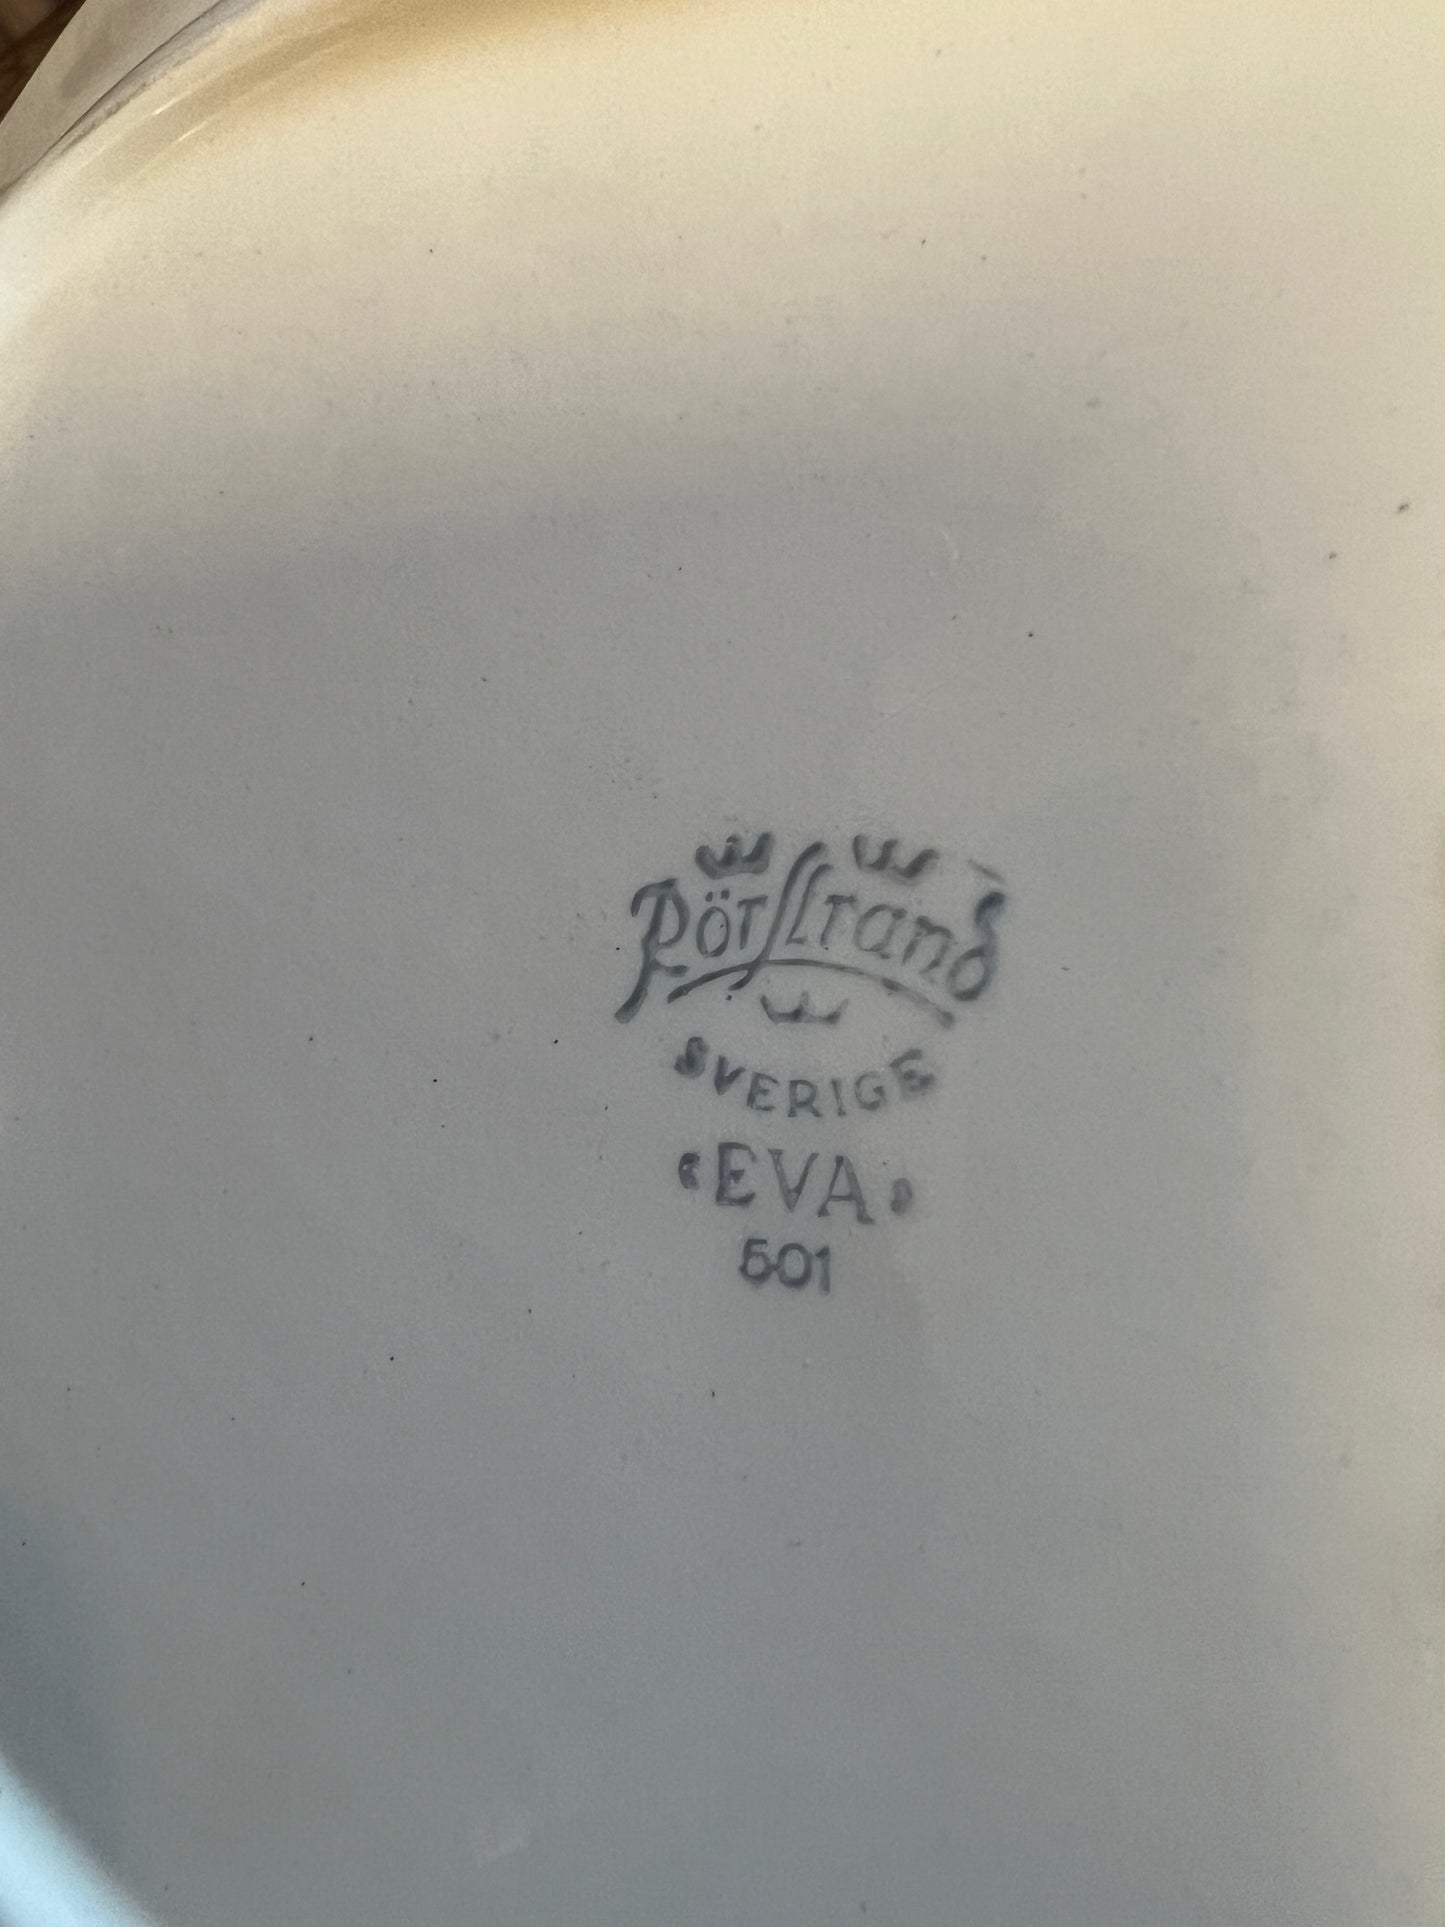 Rörstrand
SVERIGE
"EVA"
501